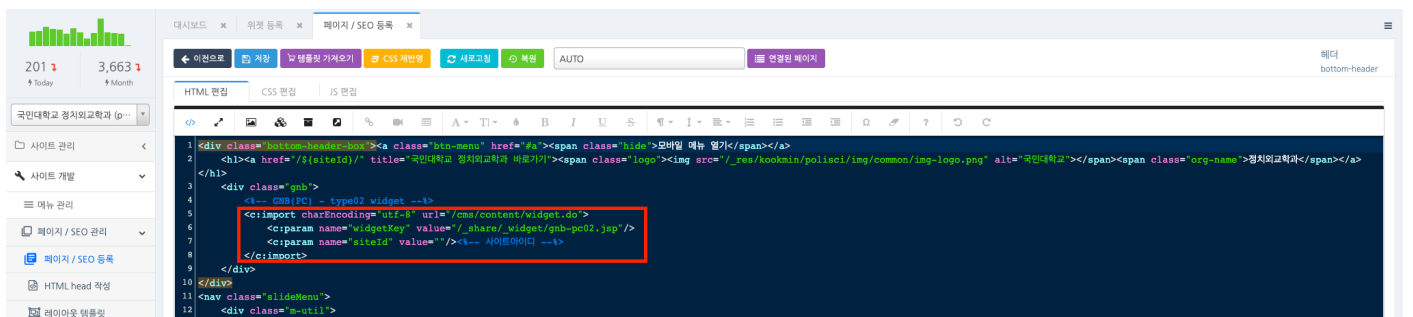 대시보드 × 위젯 등록 × 페이지 / SEO 등록 ×
이전으로 저장 템플릿 가져오기 CSS 재반영 새로고침 복원 AUTO 연결된 페이지
헤더
bottom-header
201 3,663
Today Month
국민대학교 정치외교학과 (p…
사이트 관리
사이트 개발
메뉴 관리
페이지 / SEO 관리
페이지 / SEO 등록
HTML head 작성
레이아웃 템플릿
HTML 편집 CSS 편집 JS 편집
1 <div class="bottom-header-box"><a class="btn-menu" href="#a"><span class="hide">모바일 메뉴 열기</span></a>
2 <h1><a href="/${siteId}/" title="국민대학교 정치외교학과 바로가기"><span class="logo"><img src="/_res/kookmin/polisci/img/common/img-logo.png" alt="국민대학교"></span><span class="org-name">정치외교학과</span></a>
</h1>
3 <div class="gnb">
4 <%-- GNB(PC) - type02 widget --%>
5 <c:import charEncoding="utf-8" url="/cms/content/widget.do">
6 <c:param name="widgetKey" value="/_share/_widget/gnb-pc02.jsp"/>
7 <c:param name="siteId" value=""/><%-- 사이트아이디 --%>
8 </c:import>
9 </div>
10 </div>
11 <nav class="slideMenu">
12 <div class="m-util">